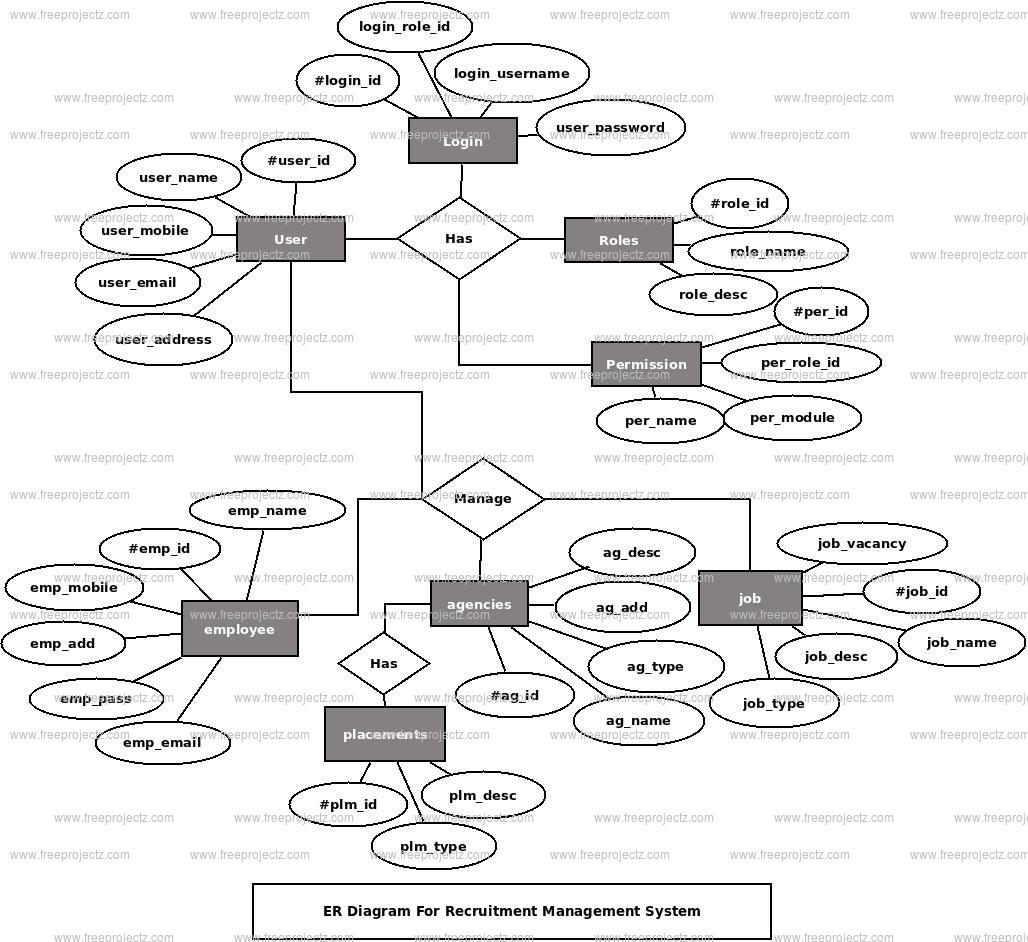 login_role_id
#login_id
login_username
user_password
Login
#user_id
user_name
user_mobile
user_email
user_address
User
Has
Roles
#role_id
role_name
role_desc
#per_id
per_role_id
Permission
per_name
per_module
Manage
emp_name
#emp_id
emp_mobile
emp_add
emp_pass
emp_email
employee
agencies
ag_desc
ag_add
ag_type
ag_name
#ag_id
job
job_vacancy
#job_id
job_name
job_desc
job_type
Has
placements
#plm_id
plm_desc
plm_type
ER Diagram For Recruitment Management System
www.freeprojectz.com